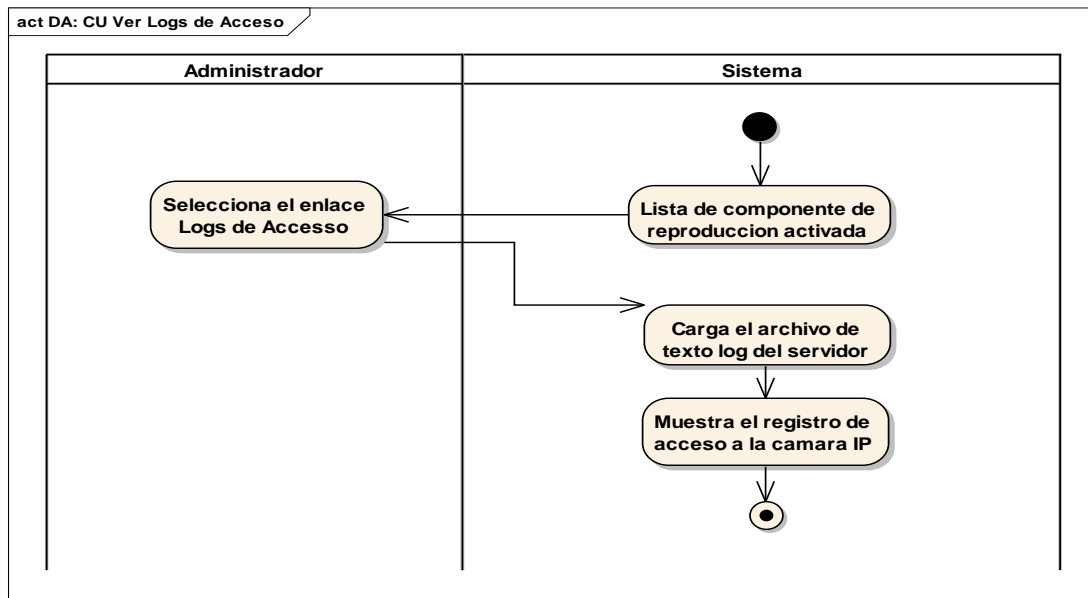 act DA: CU Ver Logs de Acceso
Administrador
Sistema
Selecciona el enlace
Logs de Accesso
Lista de componente de
reproduccion activada
Carga el archivo de
texto log del servidor
Muestra el registro de
acceso a la camara IP